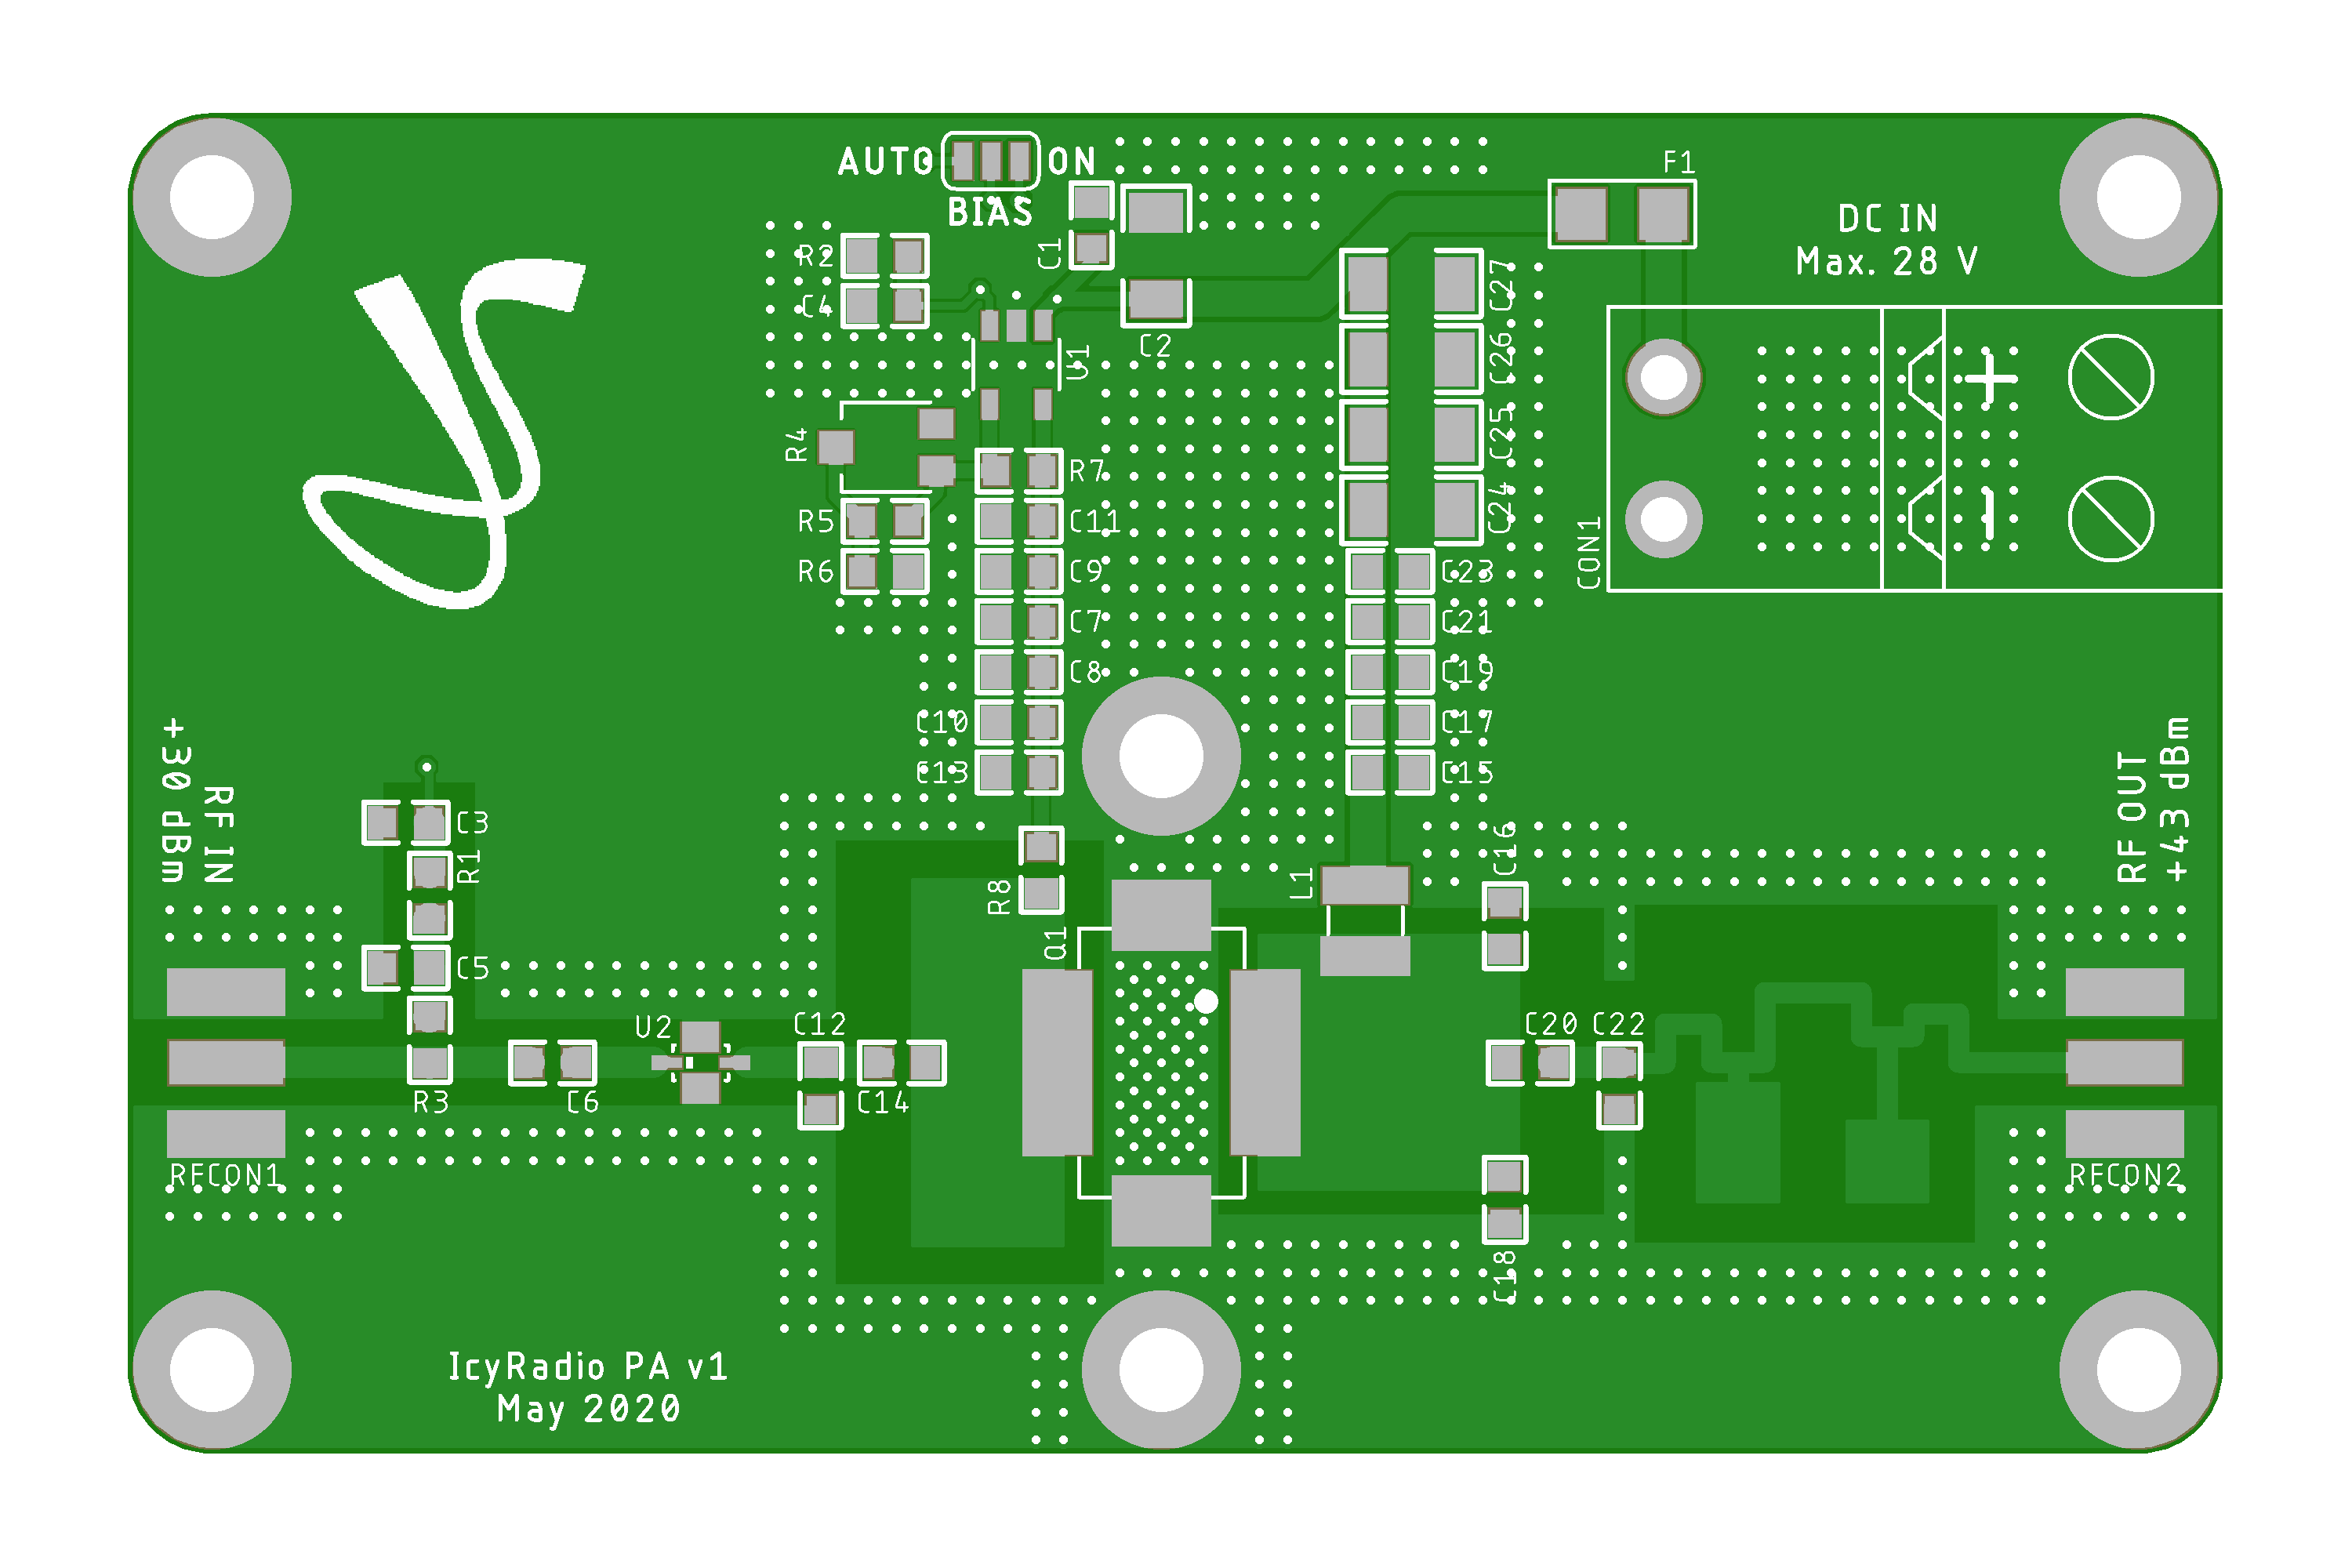 AUTO ON
BIAS
F1
DC IN
Max. 28 V
R2
C1
C4
C27
C2
U1
C26
+
R4
C25
R7
C24
R5
C11
-
CON1
R6
C9
C23
C7
C21
C8
C19
C10
C17
C13
C15
+30 dBm
RF IN
RF OUT
+43 dBm
C3
R1
C16
R8
L1
Q1
C5
U2
C12
C20
C22
R3
C6
C14
RFCON1
RFCON2
C18
IcyRadio PA v1
May 2020